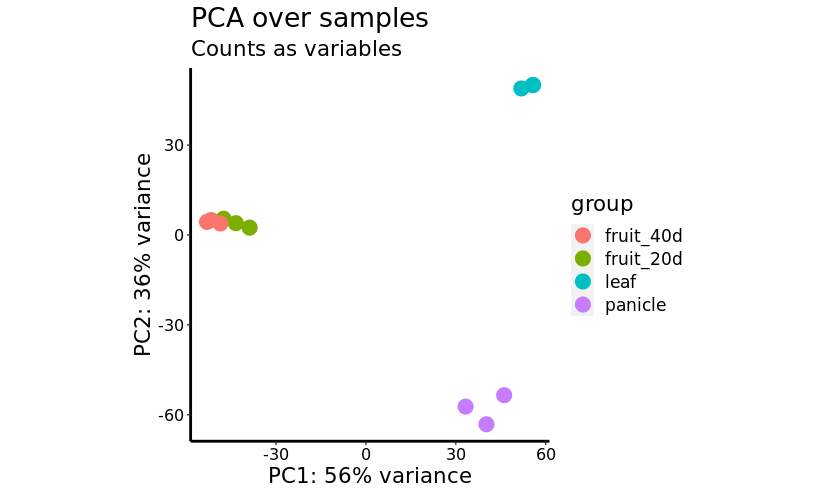 PCA over samples
Counts as variables
PC2: 36% variance
30
0
-30
-60
-30
0
30
60
PC1: 56% variance
group
fruit_40d
fruit_20d
leaf
panicle